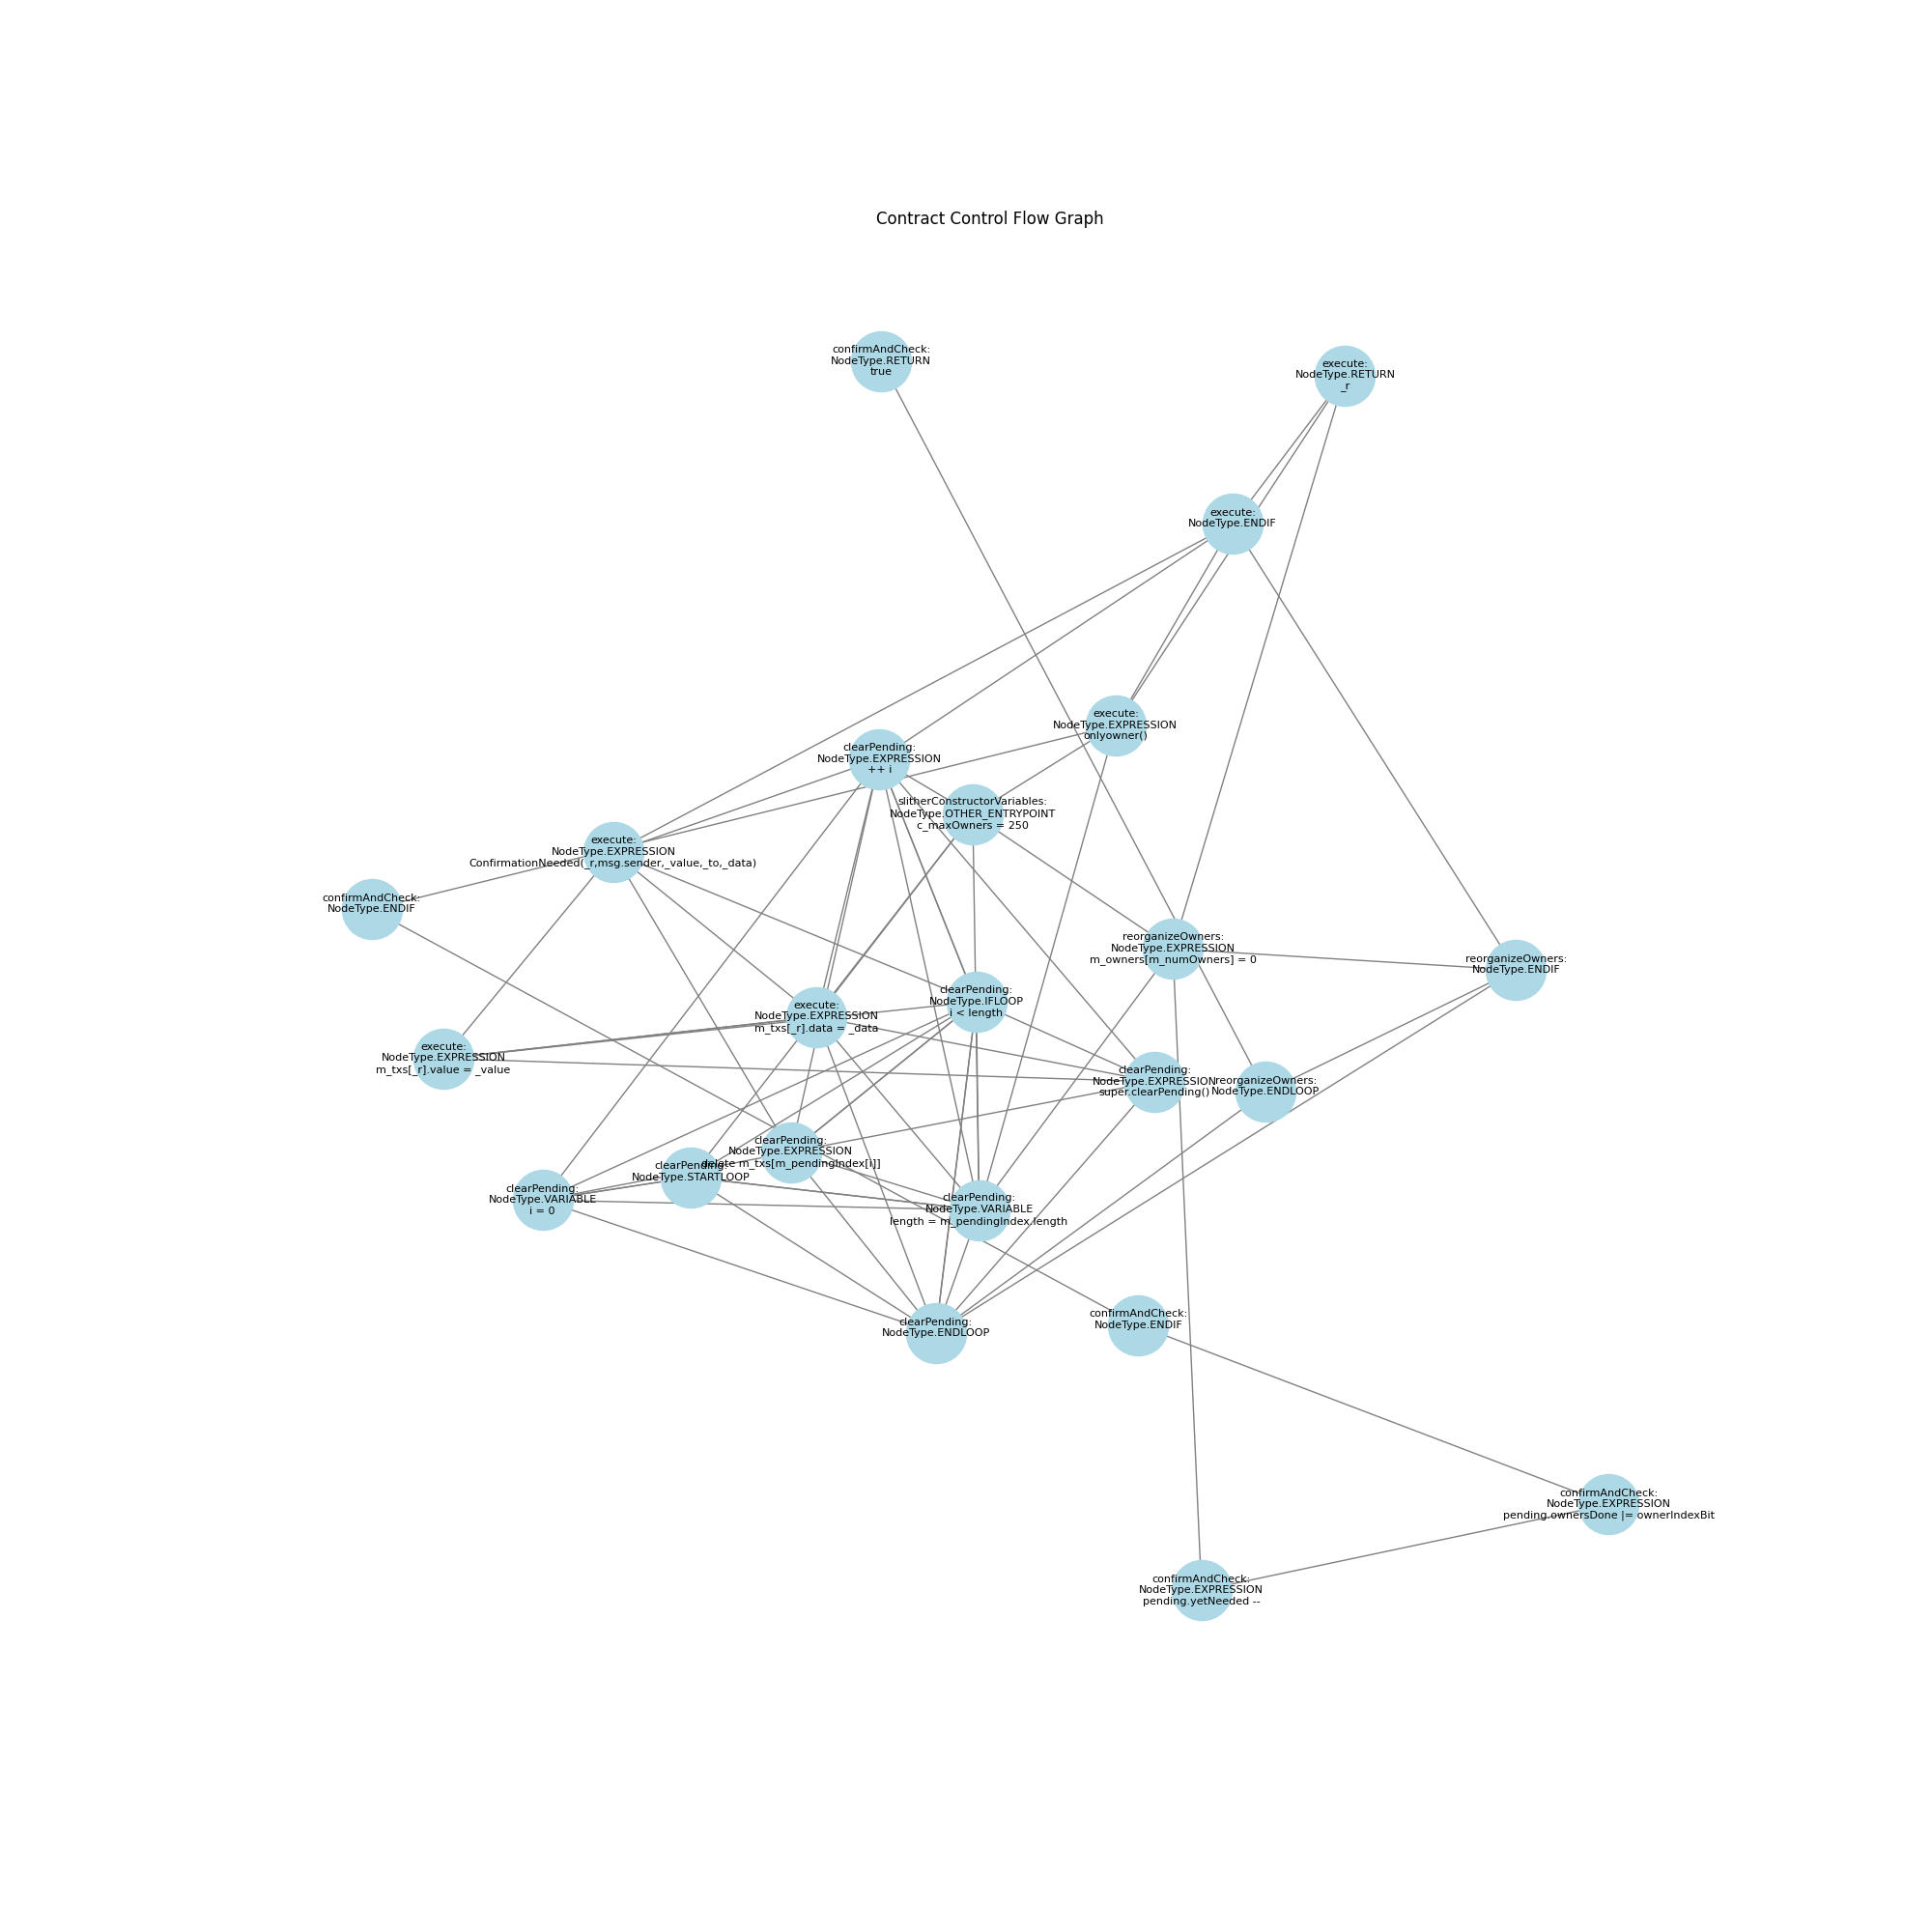 Contract Control Flow Graph
confirmAndCheck:
NodeType.RETURN
true
execute:
NodeType.RETURN
_r
execute:
NodeType.ENDIF
execute:
NodeType.EXPRESSION
onlyowner()
clearPending:
NodeType.EXPRESSION
++ i
slitherConstructorVariables:
NodeType.OTHER_ENTRYPOINT
c_maxOwners = 250
execute:
NodeType.EXPRESSION
ConfirmationNeeded(_r,msg.sender,_value,_to,_data)
confirmAndCheck:
NodeType.ENDIF
reorganizeOwners:
NodeType.EXPRESSION
m_owners[m_numOwners] = 0
reorganizeOwners:
NodeType.ENDIF
clearPending:
NodeType.IFLOOP
i < length
execute:
NodeType.EXPRESSION
m_txs[_r].data = _data
execute:
NodeType.EXPRESSION
m_txs[_r].value = _value
clearPending:
NodeType.EXPRESSION
super.clearPending()
reorganizeOwners:
NodeType.ENDLOOP
clearPending:
NodeType.EXPRESSION
delete m_txs[m_pendingIndex[i]]
clearPending:
NodeType.STARTLOOP
clearPending:
NodeType.VARIABLE
i = 0
clearPending:
NodeType.VARIABLE
length = m_pendingIndex.length
clearPending:
NodeType.ENDLOOP
confirmAndCheck:
NodeType.ENDIF
confirmAndCheck:
NodeType.EXPRESSION
pending.ownersDone |= ownerIndexBit
confirmAndCheck:
NodeType.EXPRESSION
pending.yetNeeded --